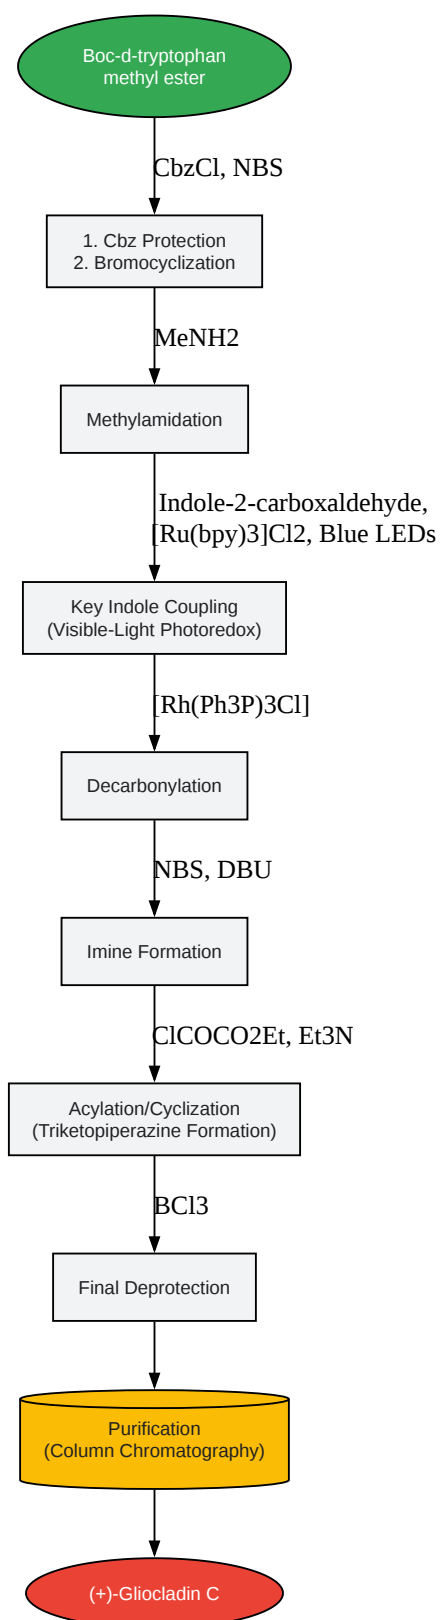 Boc-d-tryptophan
methyl ester
CbzCl, NBS
1. Cbz Protection
2. Bromocyclization
MeNH2
Methylamidation
Indole-2-carboxaldehyde,
[Ru(bpy)3]Cl2, Blue LEDs
Key Indole Coupling
(Visible-Light Photoredox)
[Rh(Ph3P)3Cl]
Decarbonylation
NBS, DBU
Imine Formation
ClCOCO2Et, Et3N
Acylation/Cyclization
(Triketopiperazine Formation)
BCl3
Final Deprotection
Purification
(Column Chromatography)
(+)-Gliocladin C